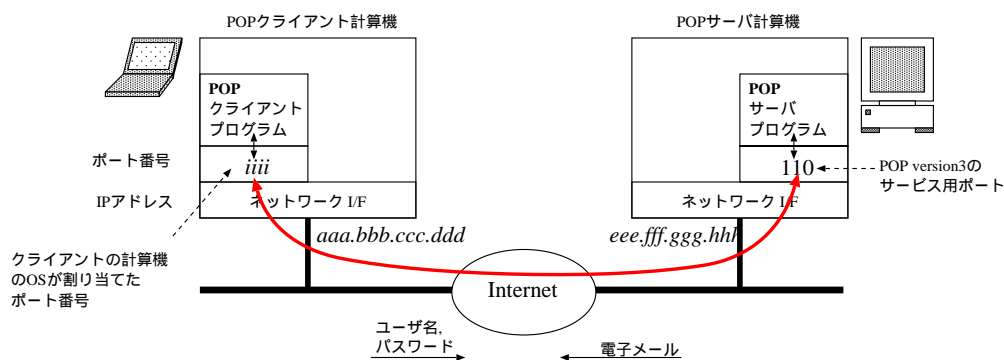 POPクライアント計算機
POPサーバ計算機
POP
クライアント
プログラム
POP
サーバ
プログラム
ポート番号
iiii
110
POP version3の
サービス用ポート
IPアドレス
ネットワーク I/F
ネットワーク I/F
aaa.bbb.ccc.ddd
eee.fff.ggg.hhh
クライアントの計算機
のOSが割り当てた
ポート番号
Internet
ユーザ名,
パスワード
電子メール